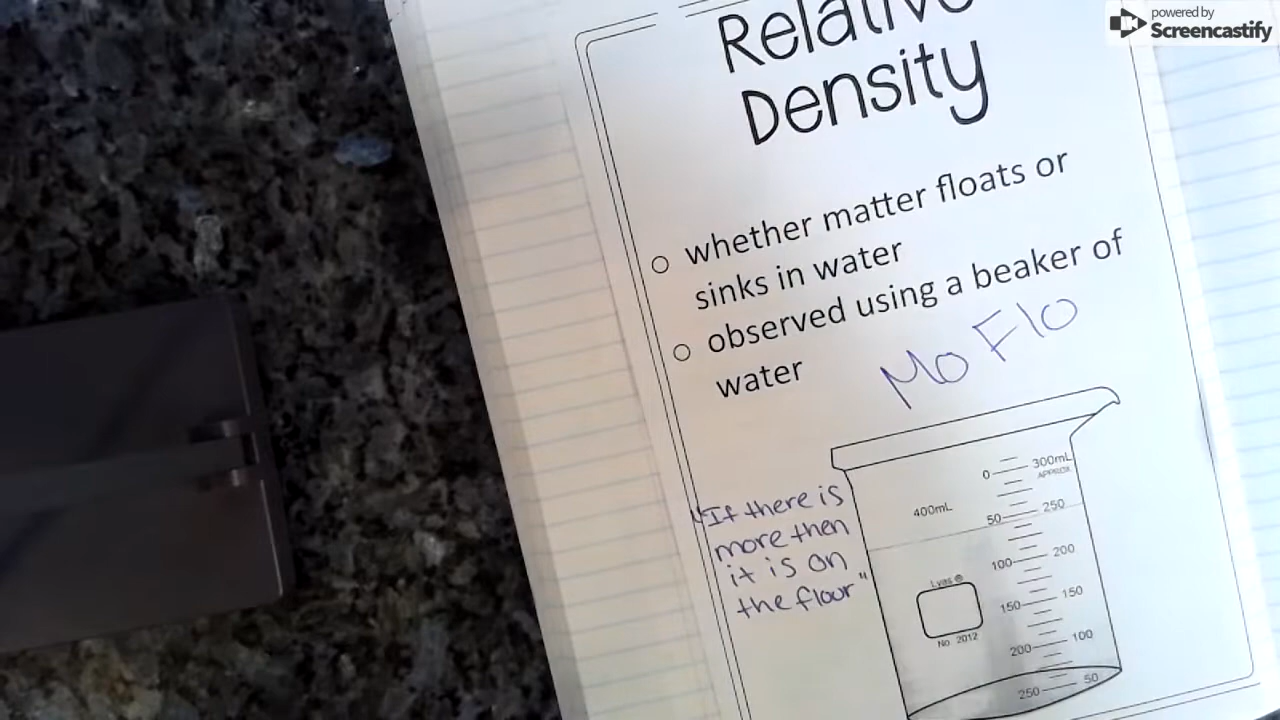 powered by
Screencastify
Relative
Density
whether matter floats or
sinks in water
observed using a beaker of
water
Mo Flo
"If there is
more then
it is on
the flour"
0 300mL
APPROX
400mL
50 250
100 200
150 150
200 100
250 50
No 2012